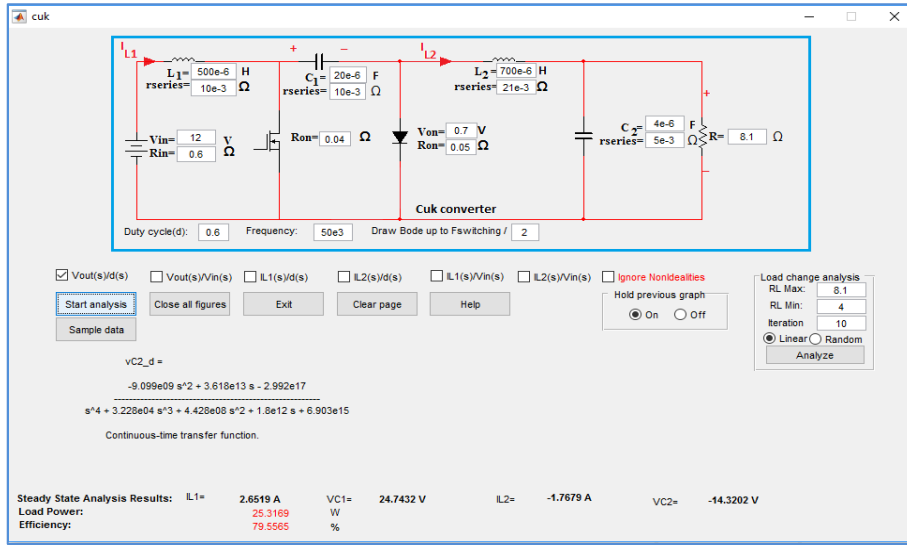 cuk
I L1
+ −
I L2
L1= 500e-6 H
rseries= 10e-3 Ω
C1= 20e-6 F
rseries= 10e-3 Ω
L2= 700e-6 H
rseries= 21e-3 Ω
+
Vin= 12 V
Rin= 0.6 Ω
Ron= 0.04 Ω
Von= 0.7 V
Ron= 0.05 Ω
C 2= 4e-6 F
rseries= 5e-3 Ω
R= 8.1 Ω
−
Cuk converter
Duty cycle(d): 0.6 Frequency: 50e3 Draw Bode up to Fswitching / 2
Vout(s)/d(s) Vout(s)/Vin(s) IL1(s)/d(s) IL2(s)/d(s) IL1(s)/Vin(s) IL2(s)/Vin(s) Ignore NonIdealities
Start analysis Close all figures Exit Clear page Help
Sample data
Hold previous graph
On Off
Load change analysis
RL Max: 8.1
RL Min: 4
Iteration 10
Linear Random
Analyze
vC2_d =
-9.099e09 s^2 + 3.618e13 s - 2.992e17
------------------------------------------------------------
s^4 + 3.228e04 s^3 + 4.428e08 s^2 + 1.8e12 s + 6.903e15
Continuous-time transfer function.
Steady State Analysis Results: IL1= 2.6519 A VC1= 24.7432 V IL2= -1.7679 A VC2= -14.3202 V
Load Power: 25.3169 W
Efficiency: 79.5565 %